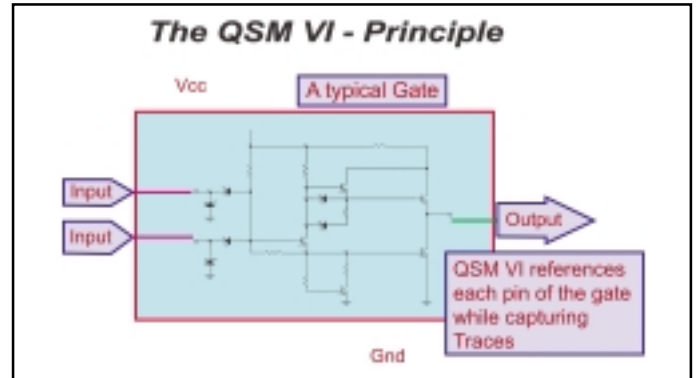 The QSM VI - Principle
Vcc
A typical Gate
Input
Input
Output
QSM VI references
each pin of the gate
while capturing
Traces
Gnd